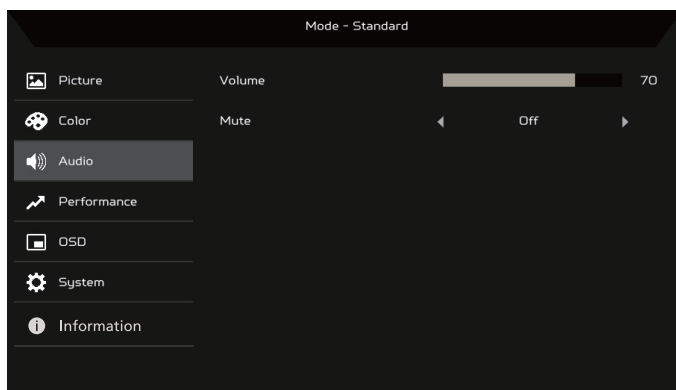 Mode - Standard
Picture
Volume
70
Color
Mute
Off
Audio
Performance
OSD
System
Information